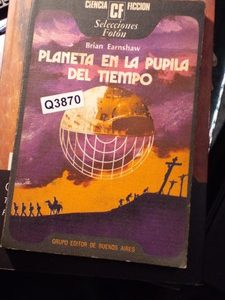 CIENCIA CF FICCION
Selecciones
Fotón
Brian Earnshaw
PLANETA EN LA PUPILA
DEL TIEMPO
Q3870
GRUPO EDITOR DE BUENOS AIRES